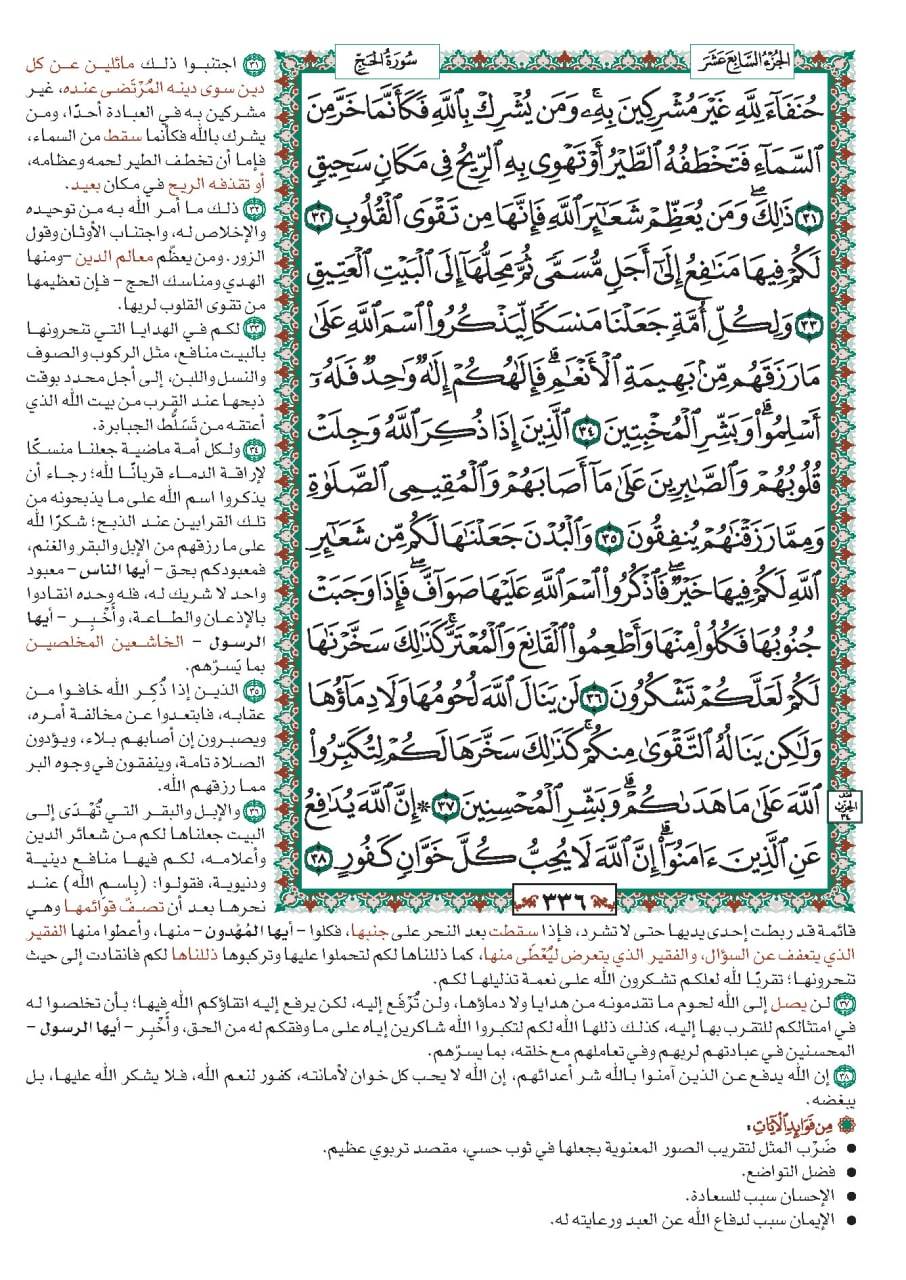 الجزء السابع عشر
سورة الحج
حُنَفَآءَ لِلَّهِ غَيْرَ مُشْرِكِينَ بِهِۦۚ وَمَن يُشْرِكْ بِٱللَّهِ فَكَأَنَّمَا خَرَّ مِنَ
ٱلسَّمَآءِ فَتَخْطَفُهُ ٱلطَّيْرُ أَوْ تَهْوِي بِهِ ٱلرِّيحُ فِي مَكَانٖ سَحِيقٖ
٣١ ذَٰلِكَۖ وَمَن يُعَظِّمْ شَعَٰٓئِرَ ٱللَّهِ فَإِنَّهَا مِن تَقْوَى ٱلْقُلُوبِ ٣٢
لَكُمْ فِيهَا مَنَٰفِعُ إِلَىٰٓ أَجَلٖ مُّسَمّٗى ثُمَّ مَحِلُّهَآ إِلَى ٱلْبَيْتِ ٱلْعَتِيقِ
٣٣ وَلِكُلِّ أُمَّةٖ جَعَلْنَا مَنسَكٗا لِّيَذْكُرُوا۟ ٱسْمَ ٱللَّهِ عَلَىٰ
مَا رَزَقَهُم مِّنۢ بَهِيمَةِ ٱلْأَنْعَٰمِۗ فَإِلَٰهُكُمْ إِلَٰهٞ وَٰحِدٞ فَلَهُۥٓ
أَسْلِمُوا۟ۗ وَبَشِّرِ ٱلْمُخْبِتِينَ ٣٤ ٱلَّذِينَ إِذَا ذُكِرَ ٱللَّهُ وَجِلَتْ
قُلُوبُهُمْ وَٱلصَّٰبِرِينَ عَلَىٰ مَآ أَصَابَهُمْ وَٱلْمُقِيمِي ٱلصَّلَوٰةِ
وَمِمَّا رَزَقْنَٰهُمْ يُنفِقُونَ ٣٥ وَٱلْبُدْنَ جَعَلْنَٰهَا لَكُم مِّن شَعَٰٓئِرِ
ٱللَّهِ لَكُمْ فِيهَا خَيْرٞۖ فَٱذْكُرُوا۟ ٱسْمَ ٱللَّهِ عَلَيْهَا صَوَآفَّۖ فَإِذَا وَجَبَتْ
جُنُوبُهَا فَكُلُوا۟ مِنْهَا وَأَطْعِمُوا۟ ٱلْقَانِعَ وَٱلْمُعْتَرَّۚ كَذَٰلِكَ سَخَّرْنَٰهَا
لَكُمْ لَعَلَّكُمْ تَشْكُرُونَ ٣٦ لَن يَنَالَ ٱللَّهَ لُحُومُهَا وَلَا دِمَآؤُهَا
وَلَٰكِن يَنَالُهُ ٱلتَّقْوَىٰ مِنكُمْۚ كَذَٰلِكَ سَخَّرَهَا لَكُمْ لِتُكَبِّرُوا۟
ٱللَّهَ عَلَىٰ مَا هَدَىٰكُمْۗ وَبَشِّرِ ٱلْمُحْسِنِينَ ٣٧ ۞ إِنَّ ٱللَّهَ يُدَٰفِعُ
عَنِ ٱلَّذِينَ ءَامَنُوٓا۟ۗ إِنَّ ٱللَّهَ لَا يُحِبُّ كُلَّ خَوَّانٖ كَفُورٍ ٣٨
الحزب
٣٤
٣٣٦
٣١ اجتنبوا ذلك مائلين عن كل
دين سوى دينه المُرْتَضى عنده، غير
مشركين به في العبادة أحدًا، ومن
يشرك بالله فكأنما سقط من السماء،
فإما أن تخطف الطير لحمه وعظامه،
أو تقذفه الريح في مكان بعيد.
٣٢ ذلك ما أمر الله به من توحيده
والإخلاص له، واجتناب الأوثان وقول
الزور. ومن يعظّم معالم الدين -ومنها
الهدي ومناسك الحج - فإن تعظيمها
من تقوى القلوب لربها.
٣٣ لكم في الهدايا التي تنحرونها
بالبيت منافع، مثل الركوب والصوف
والنسل واللبن، إلى أجل محدد بوقت
ذبحها عند القرب من بيت الله الذي
أعتقه من تَسَلُّط الجبابرة.
٣٤ ولكل أمة ماضية جعلنا منسكًا
لإراقة الدماء قربانًا لله؛ رجاء أن
يذكروا اسم الله على ما يذبحونه من
تلك القرابين عند الذبح؛ شكرًا لله
على ما رزقهم من الإبل والبقر والغنم،
فمعبودكم بحق - أيها الناس - معبود
واحد لا شريك له، فله وحده انقادوا
بالإذعان والطاعة، وأَخْبِر - أيها
الرسول - الخاشعين المخلصين
بما يَسرّهم.
٣٥ الذين إذا ذُكِر الله خافوا من
عقابه، فابتعدوا عن مخالفة أمره،
ويصبرون إن أصابهم بلاء، ويؤدون
الصلاة تامة، وينفقون في وجوه البر
مما رزقهم الله.
٣٦ والإبل والبقر التي تُهْدَى إلى
البيت جعلناها لكم من شعائر الدين
وأعلامه، لكم فيها منافع دينية
ودنيوية، فقولوا: (بِاسم الله) عند
نحرها بعد أن تصفّ قوائمها وهي
قائمة قد ربطت إحدى يديها حتى لا تشرد، فإذا سقطت بعد النحر على جنبها، فكلوا - أيها المُهْدون - منها، وأعطوا منها الفقير
الذي يتعفف عن السؤال، والفقير الذي يتعرض ليُعْطَى منها، كما ذللناها لكم لتحملوا عليها وتركبوها ذللناها لكم فانقادت إلى حيث
تنحرونها؛ تقربًا لله لعلكم تشكرون الله على نعمة تذليلها لكم.
٣٧ لن يصل إلى الله لحوم ما تقدمونه من هدايا ولا دماؤها، ولن تُرْفَع إليه، لكن يرفع إليه اتقاؤكم الله فيها؛ بأن تخلصوا له
في امتثالكم للتقرب بها إليه، كذلك ذللها الله لكم لتكبروا الله شاكرين إياه على ما وفقكم له من الحق، وأَخْبِر - أيها الرسول -
المحسنين في عبادتهم لربهم وفي تعاملهم مع خلقه، بما يسرّهم.
٣٨ إن الله يدفع عن الذين آمنوا بالله شر أعدائهم، إن الله لا يحب كل خوان لأمانته، كفور لنعم الله، فلا يشكر الله عليها، بل
يبغضه.
مِن فَوَائِدِ الآيَاتِ:
● ضَرْب المثل لتقريب الصور المعنوية بجعلها في ثوب حسي، مقصد تربوي عظيم.
● فضل التواضع.
● الإحسان سبب للسعادة.
● الإيمان سبب لدفاع الله عن العبد ورعايته له.